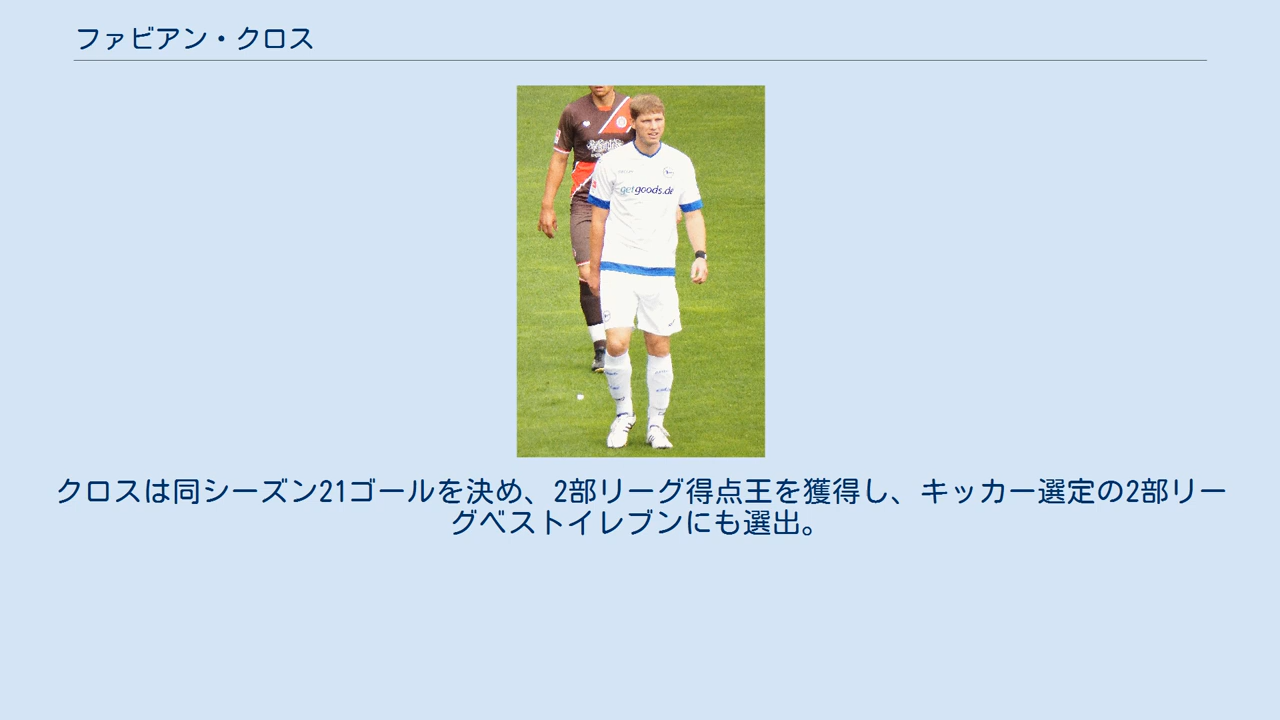 ファビアン・クロス
getgoods.de
クロスは同シーズン21ゴールを決め、2部リーグ得点王を獲得し、キッカー選定の2部リー
グベストイレブンにも選出。